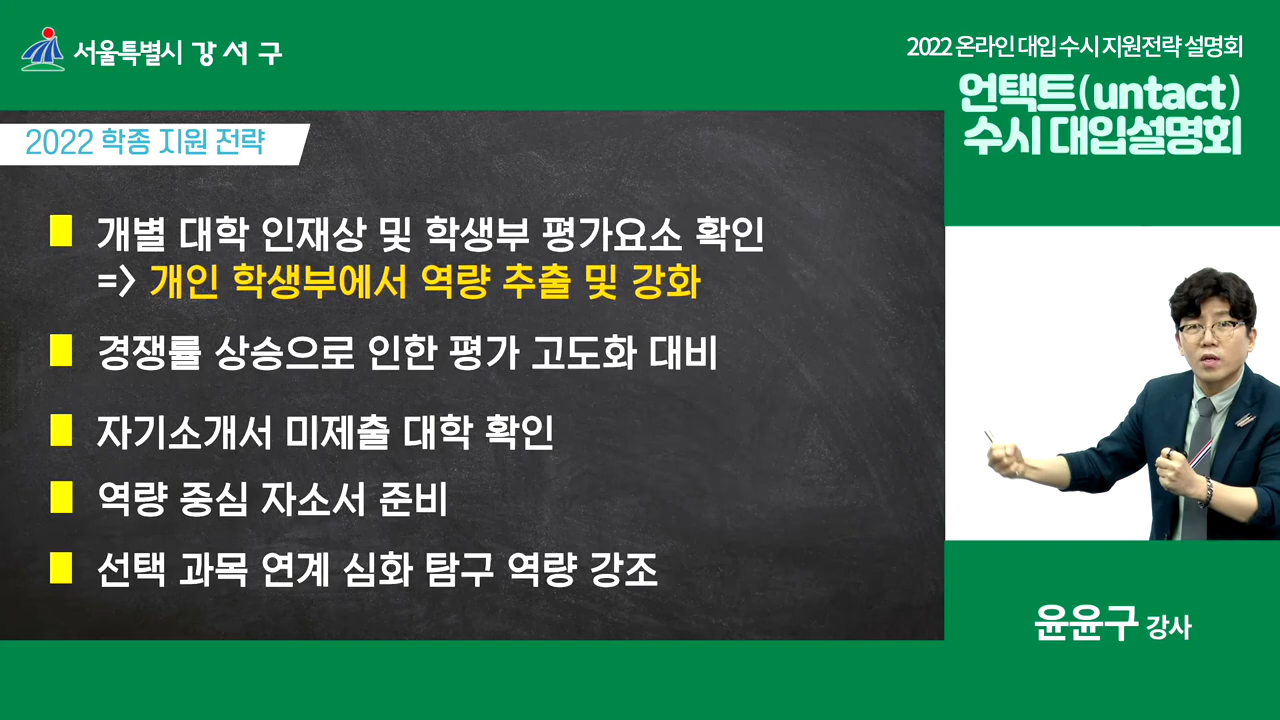 서울특별시 강서구
2022 온라인 대입 수시 지원전략 설명회
언택트(untact)
수시 대입설명회
2022 학종 지원 전략
개별 대학 인재상 및 학생부 평가요소 확인
=> 개인 학생부에서 역량 추출 및 강화
경쟁률 상승으로 인한 평가 고도화 대비
자기소개서 미제출 대학 확인
역량 중심 자소서 준비
선택 과목 연계 심화 탐구 역량 강조
윤윤구 강사